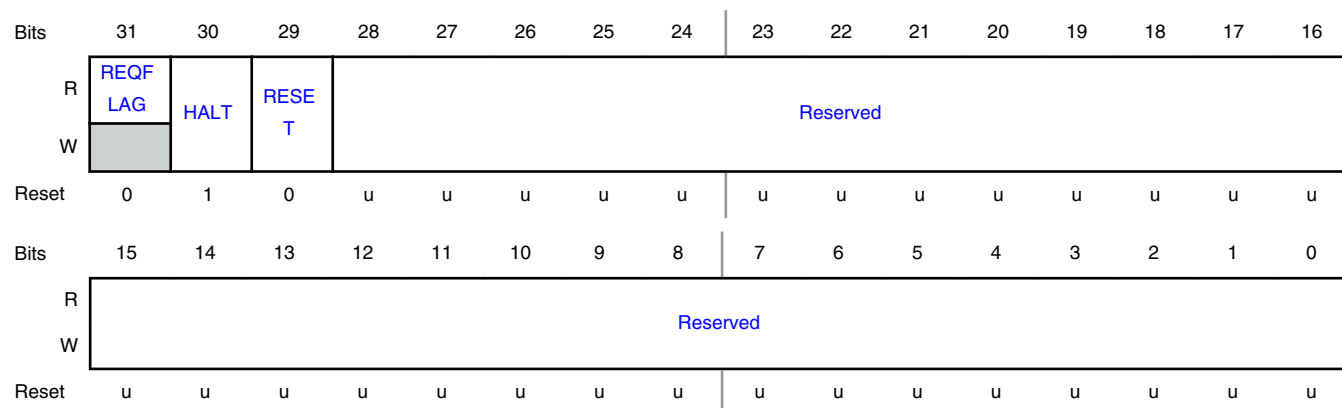 Bits 31 30 29 28 27 26 25 24 23 22 21 20 19 18 17 16
R REQF
LAG HALT RESE
T Reserved
W
Reset 0 1 0 u u u u u u u u u u u u u
Bits 15 14 13 12 11 10 9 8 7 6 5 4 3 2 1 0
R
Reserved
W
Reset u u u u u u u u u u u u u u u u